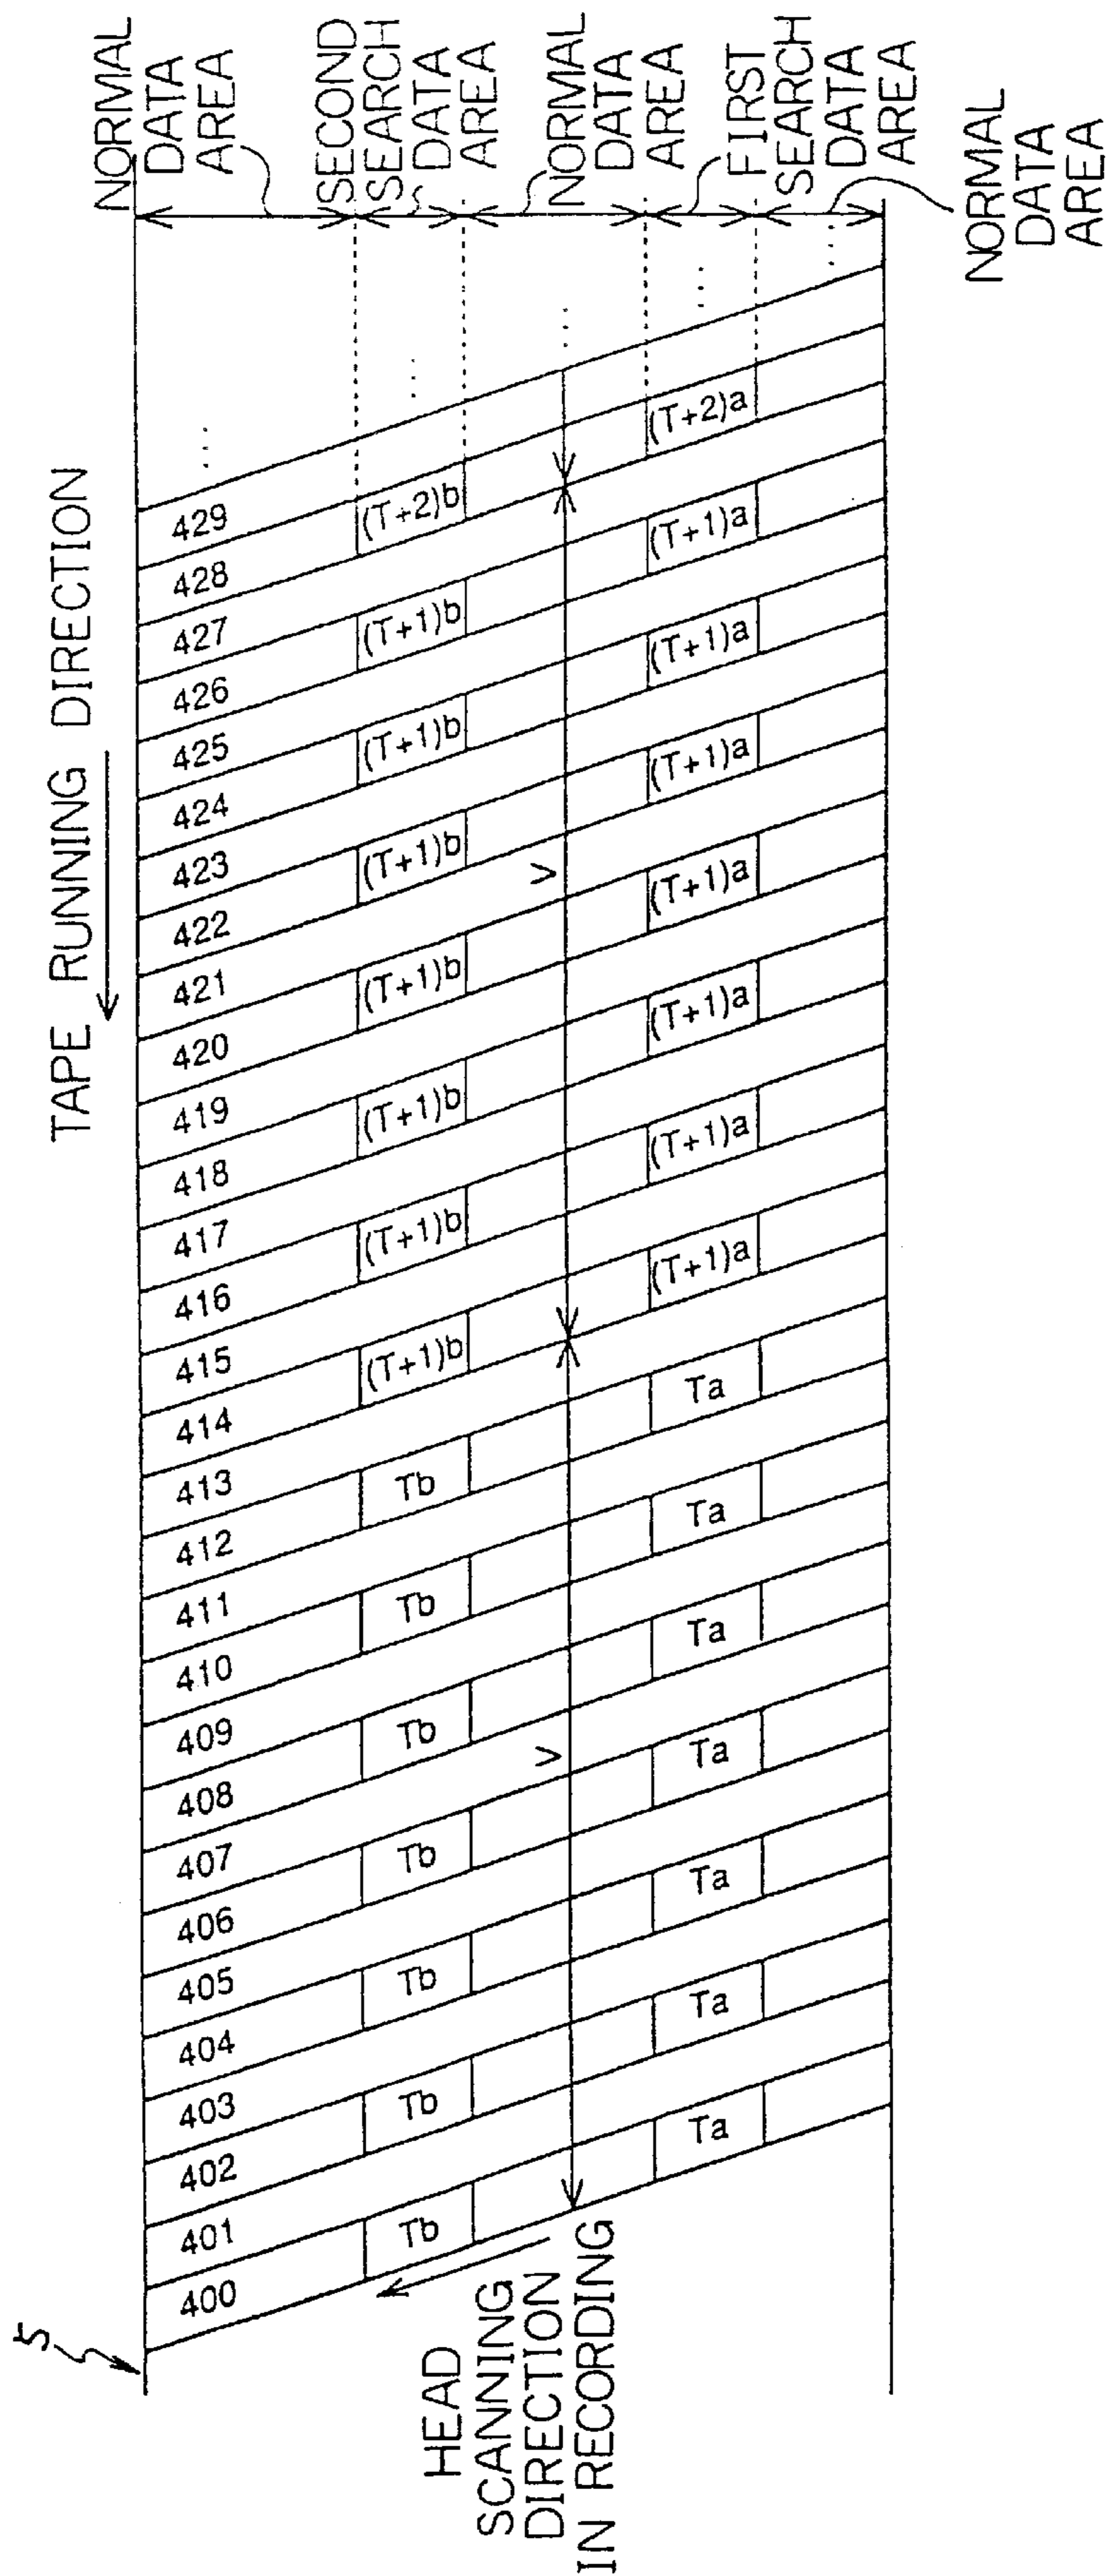 TAPE RUNNING DIRECTION
5
400 401 402 403 404 405 406 407 408 409 410 411 412 413 414 415 416 417 418 419 420 421 422 423 424 425 426 427 428 429 ...
Tb Tb Tb Tb Tb Tb Tb (T+1)b (T+1)b (T+1)b (T+1)b (T+1)b (T+1)b (T+1)b (T+2)b ...
V V ...
Ta Ta Ta Ta Ta Ta Ta (T+1)a (T+1)a (T+1)a (T+1)a (T+1)a (T+1)a (T+1)a (T+2)a ...
...
HEAD
SCANNING
DIRECTION
IN RECORDING
NORMAL
DATA
AREA
SECOND
SEARCH
DATA
AREA
NORMAL
DATA
AREA
FIRST
SEARCH
DATA
AREA
NORMAL
DATA
AREA